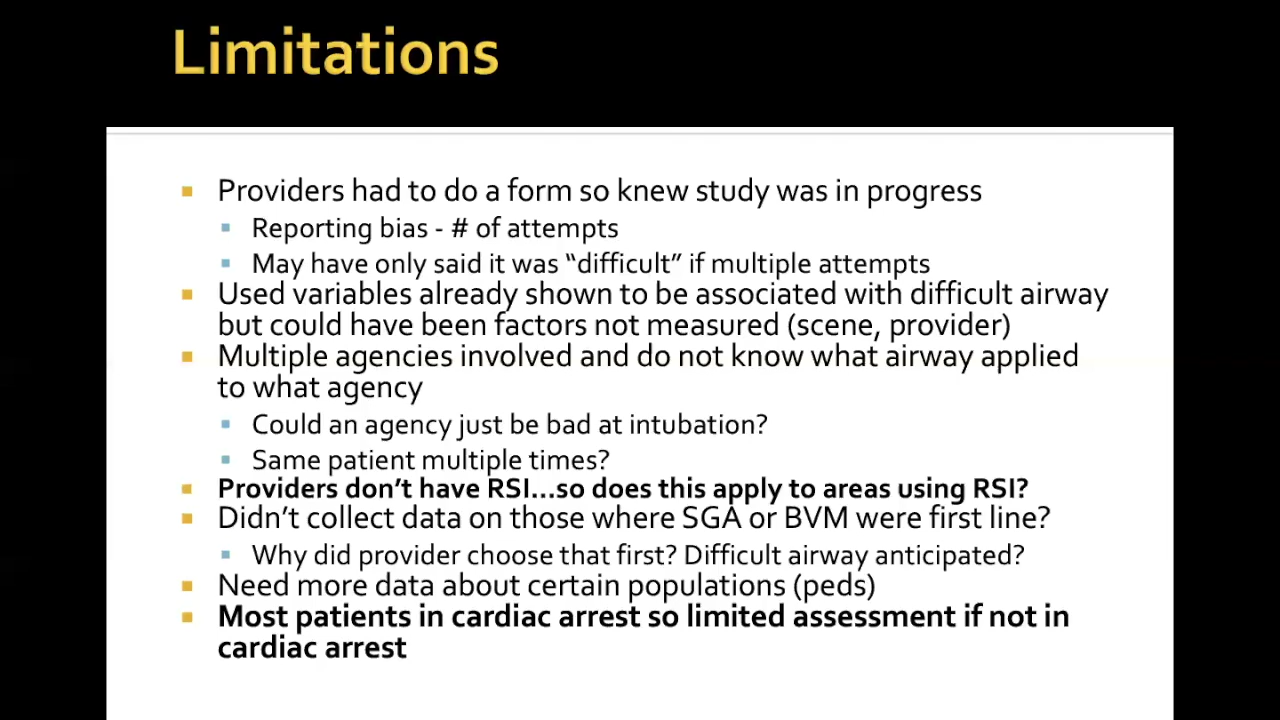 Limitations
Providers had to do a form so knew study was in progress
Reporting bias - # of attempts
May have only said it was “difficult” if multiple attempts
Used variables already shown to be associated with difficult airway
but could have been factors not measured (scene, provider)
Multiple agencies involved and do not know what airway applied
to what agency
Could an agency just be bad at intubation?
Same patient multiple times?
Providers don’t have RSI...so does this apply to areas using RSI?
Didn’t collect data on those where SGA or BVM were first line?
Why did provider choose that first? Difficult airway anticipated?
Need more data about certain populations (peds)
Most patients in cardiac arrest so limited assessment if not in
cardiac arrest